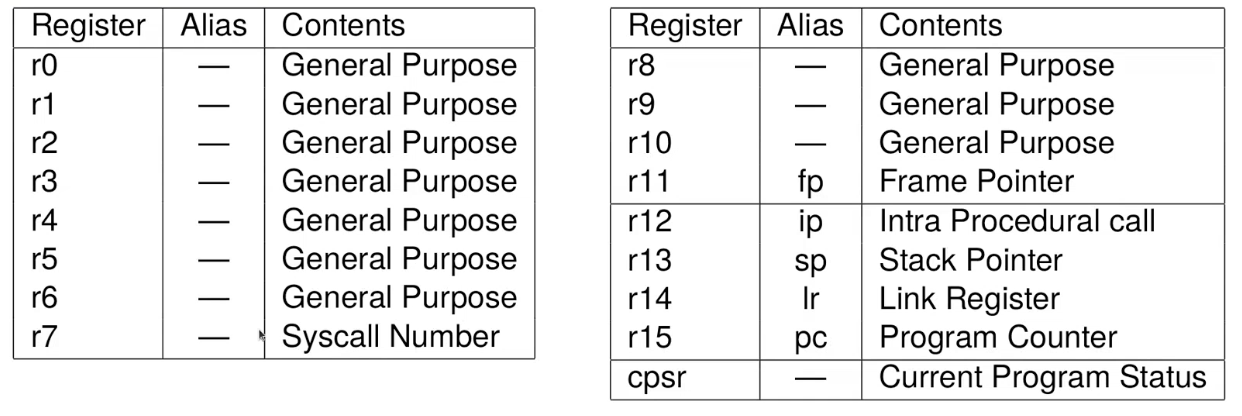 Register Alias Contents
r0 — General Purpose
r1 — General Purpose
r2 — General Purpose
r3 — General Purpose
r4 — General Purpose
r5 — General Purpose
r6 — General Purpose
r7 — Syscall Number
Register Alias Contents
r8 — General Purpose
r9 — General Purpose
r10 — General Purpose
r11 fp Frame Pointer
r12 ip Intra Procedural call
r13 sp Stack Pointer
r14 lr Link Register
r15 pc Program Counter
cpsr — Current Program Status